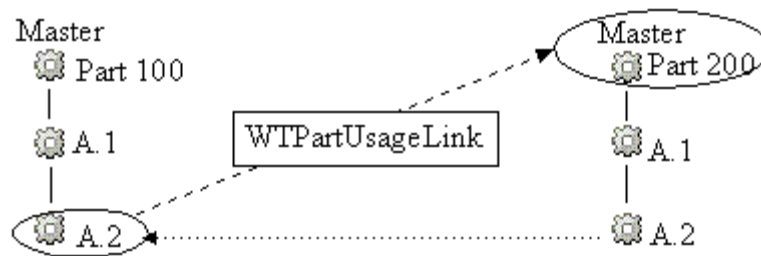 Master
Part 100
A.1
A.2
WTPartUsageLink
Master
Part 200
A.1
A.2